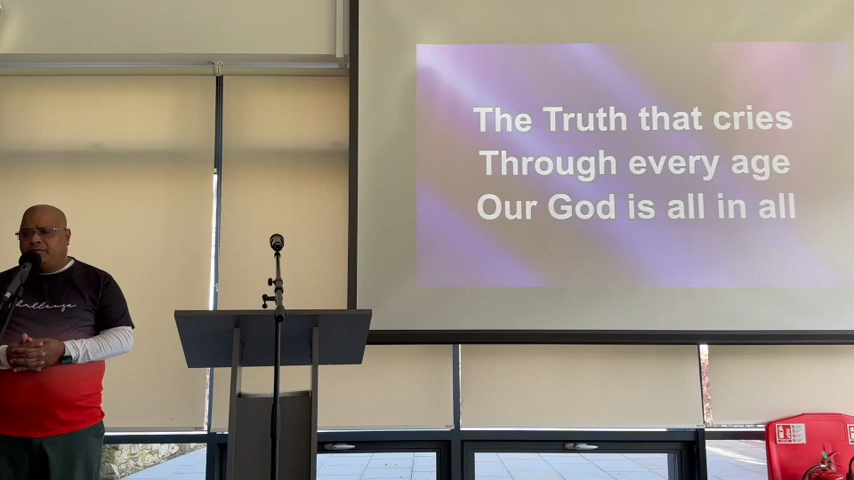 The Truth that cries
Through every age
Our God is all in all
Challenge